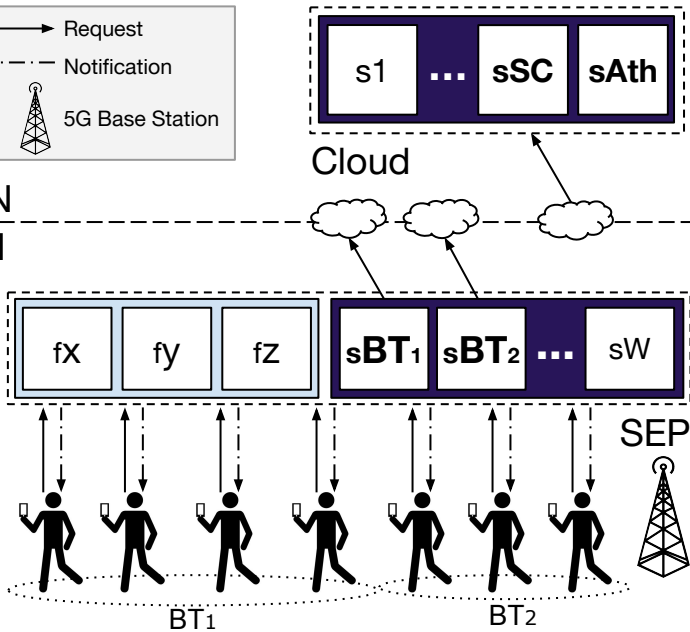 Request
Notification
5G Base Station
s1
...
sSC
sAth
Cloud
N
fx
fy
fz
sBT1
sBT2
...
sW
SEP
BT1
BT2